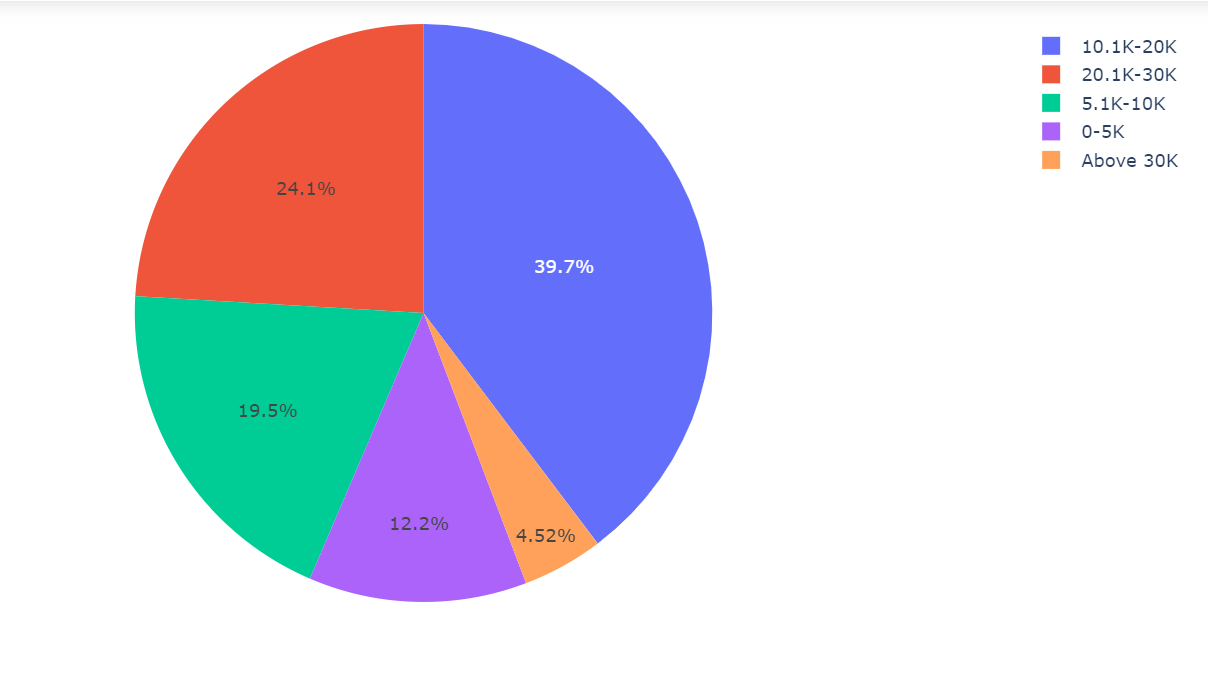 10.1K-20K
20.1K-30K
5.1K-10K
0-5K
Above 30K
24.1%
39.7%
19.5%
12.2%
4.52%